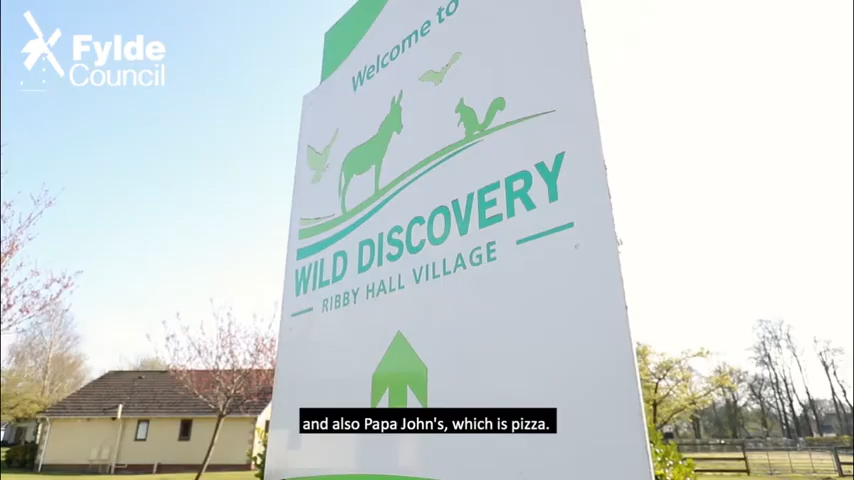 Fylde
Council
Welcome to
WILD DISCOVERY
RIBBY HALL VILLAGE
and also Papa John's, which is pizza.